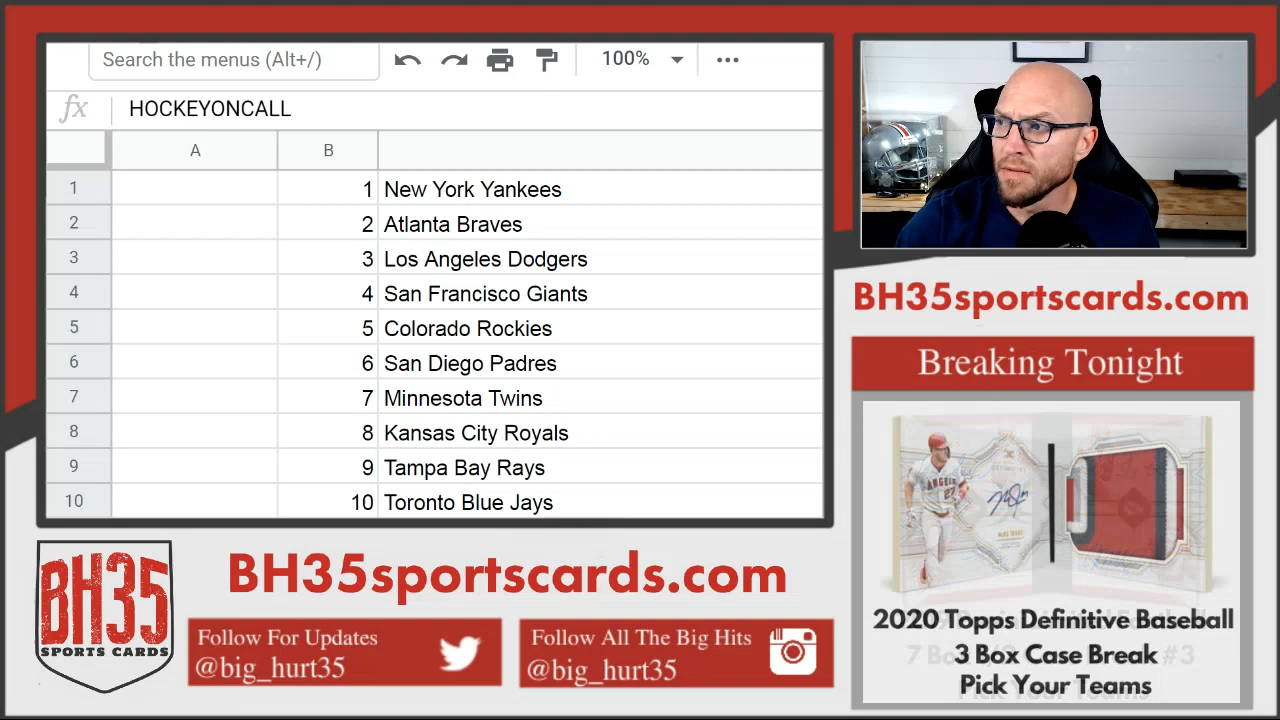 Search the menus (Alt+/)
100%
fx HOCKEYONCALL
A B
1 1 New York Yankees
2 2 Atlanta Braves
3 3 Los Angeles Dodgers
4 4 San Francisco Giants
5 5 Colorado Rockies
6 6 San Diego Padres
7 7 Minnesota Twins
8 8 Kansas City Royals
9 9 Tampa Bay Rays
10 10 Toronto Blue Jays
BH35sportscards.com
Breaking Tonight
ANGELS
27
2020 Topps Definitive Baseball
3 Box Case Break
Pick Your Teams
BH35
SPORTS CARDS
BH35sportscards.com
Follow For Updates
@big_hurt35
Follow All The Big Hits
@big_hurt35